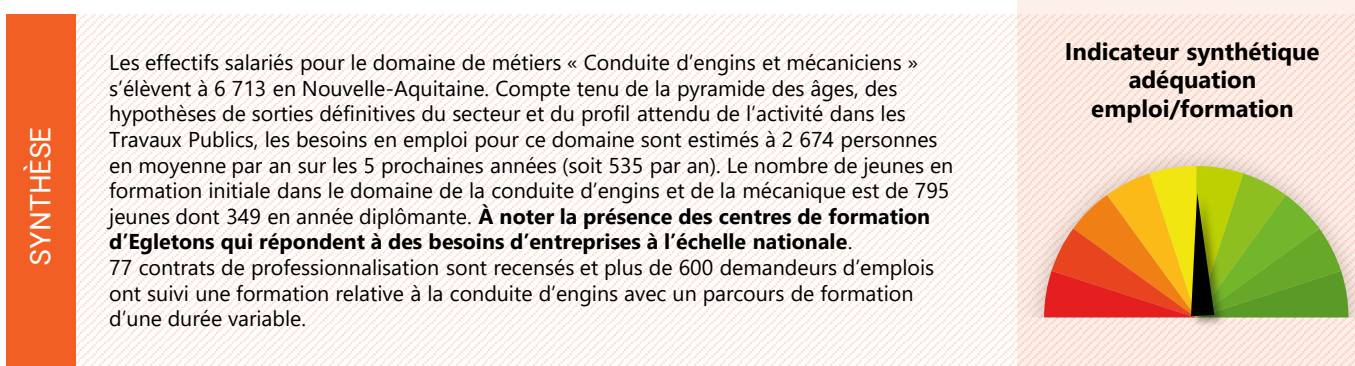 SYNTHÈSE
Les effectifs salariés pour le domaine de métiers « Conduite d’engins et mécaniciens »
s’élèvent à 6 713 en Nouvelle-Aquitaine. Compte tenu de la pyramide des âges, des
hypothèses de sorties définitives du secteur et du profil attendu de l’activité dans les
Travaux Publics, les besoins en emploi pour ce domaine sont estimés à 2 674 personnes
en moyenne par an sur les 5 prochaines années (soit 535 par an). Le nombre de jeunes en
formation initiale dans le domaine de la conduite d’engins et de la mécanique est de 795
jeunes dont 349 en année diplômante. À noter la présence des centres de formation
d’Egletons qui répondent à des besoins d’entreprises à l’échelle nationale.
77 contrats de professionnalisation sont recensés et plus de 600 demandeurs d’emplois
ont suivi une formation relative à la conduite d’engins avec un parcours de formation
d’une durée variable.
Indicateur synthétique
adéquation
emploi/formation